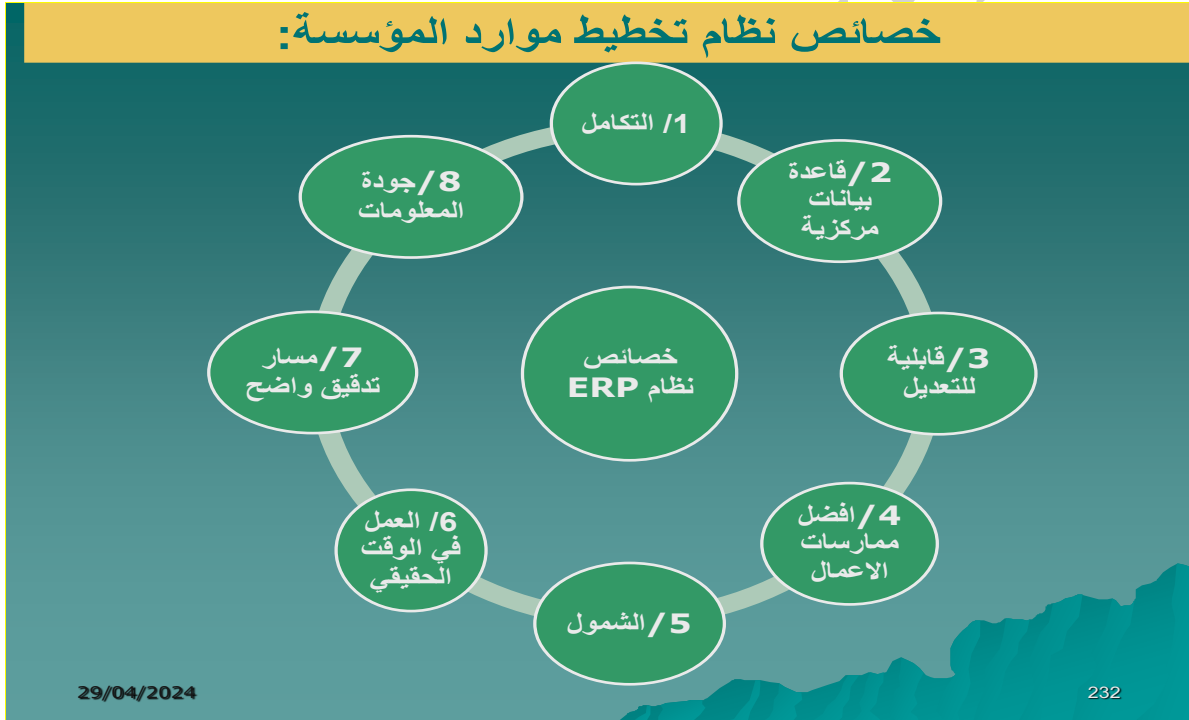 خصائص نظام تخطيط موارد المؤسسة:
1/ التكامل
2/قاعدة
بيانات
مركزية
3/قابلية
للتعديل
4/افضل
ممارسات
الاعمال
5/الشمول
6/ العمل
في الوقت
الحقيقي
7/مسار
تدقيق واضح
8/جودة
المعلومات
خصائص
نظام ERP
29/04/2024
232